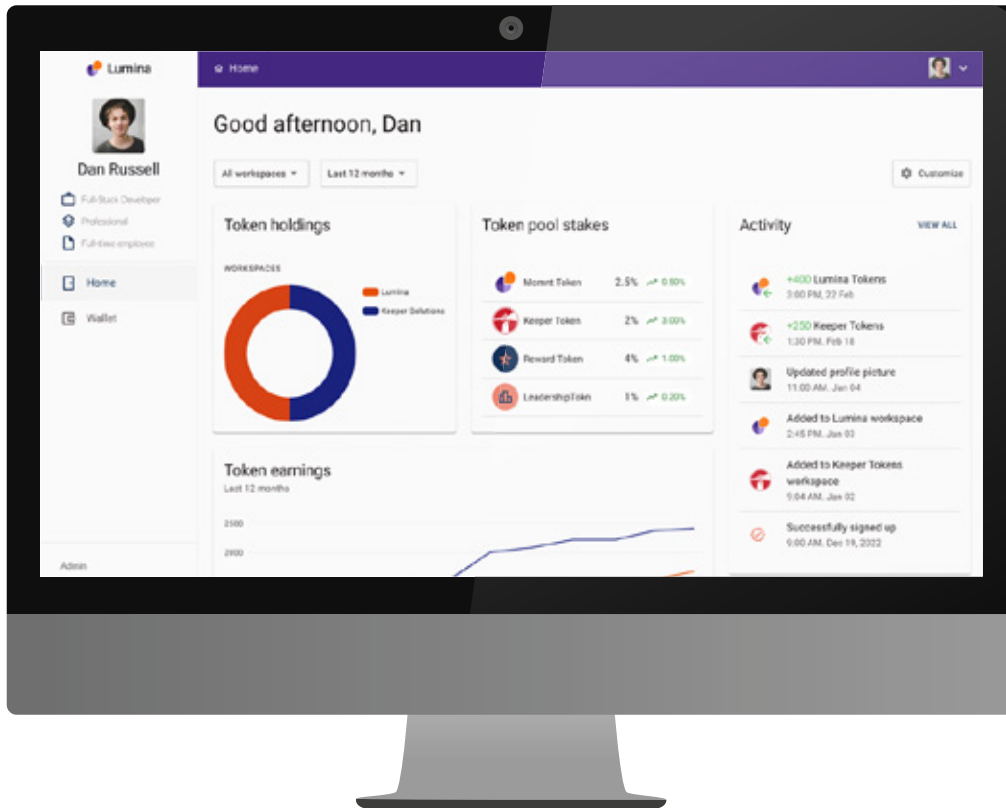 Lumina
Home
Dan Russell
Full-Stack Developer
Professional
Full-time employee
Home
Wallet
Admin
Good afternoon, Dan
All workspaces
Last 12 months
Customize
Token holdings
WORKSPACES
Lumina
Keeper Solutions
Token pool stakes
Momnt Token 2.5% 0.50%
Keeper Token 2% 3.00%
Reward Token 4% 1.00%
LeadershipTokn 1% 0.20%
Activity VIEW ALL
+400 Lumina Tokens
3:00 PM, 22 Feb
+250 Keeper Tokens
1:30 PM, Feb 18
Updated profile picture
11:00 AM, Jan 04
Added to Lumina workspace
2:45 PM, Jan 03
Added to Keeper Tokens
workspace
9:04 AM, Jan 02
Successfully signed up
9:00 AM, Dec 19, 2022
Token earnings
Last 12 months
2500
2000